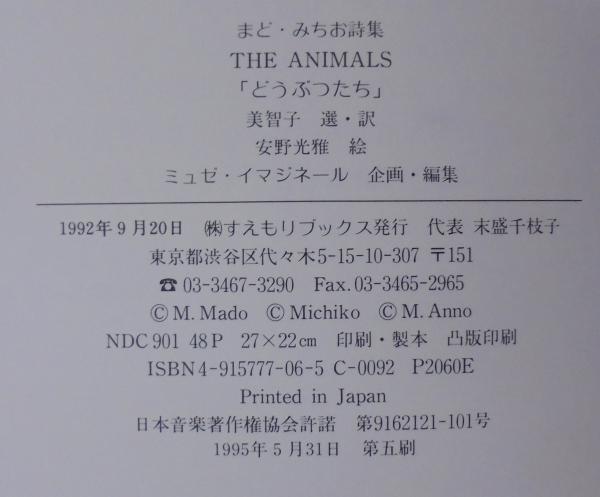 まど・みちお詩集
THE ANIMALS
「どうぶつたち」
美智子 選・訳
安野光雅 絵
ミュゼ・イマジネール 企画・編集
1992年9月20日 ㈱すえもりブックス発行 代表 末盛千枝子
東京都渋谷区代々木5-15-10-307 〒151
☎ 03-3467-3290 Fax.03-3465-2965
©M. Mado ©Michiko ©M. Anno
NDC 901 48P 27×22cm 印刷・製本 凸版印刷
ISBN4-915777-06-5 C-0092 P2060E
Printed in Japan
日本音楽著作権協会許諾 第9162121-101号
1995年5月31日 第五刷